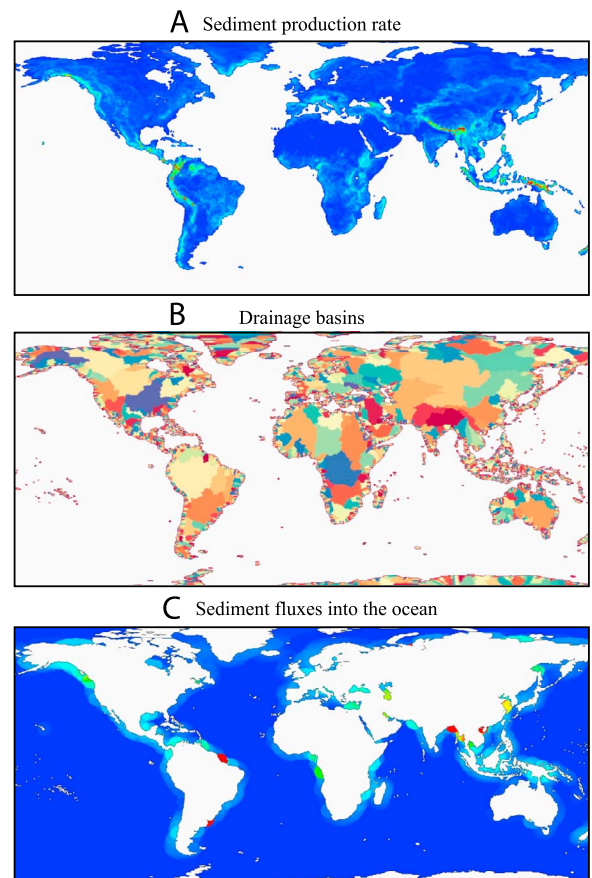 A Sediment production rate
B Drainage basins
C Sediment fluxes into the ocean